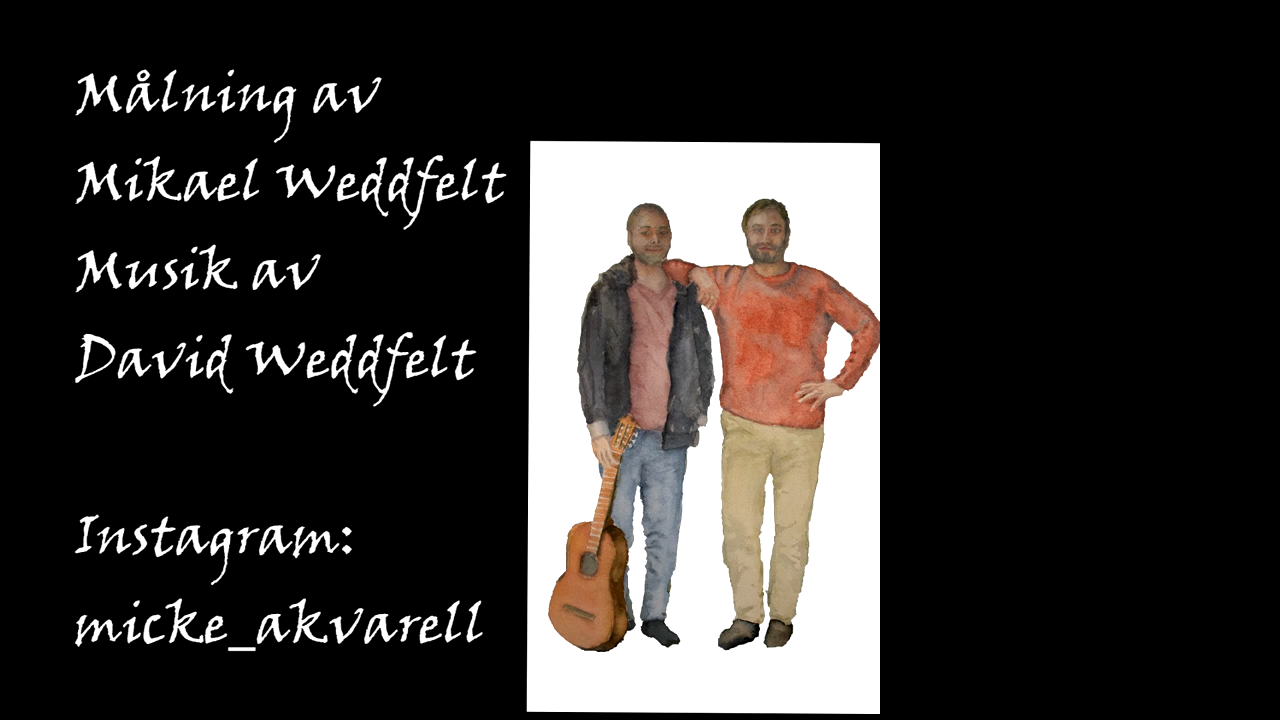 Målning av
Mikael Weddfelt
Musik av
David Weddfelt
Instagram:
micke_akvarell